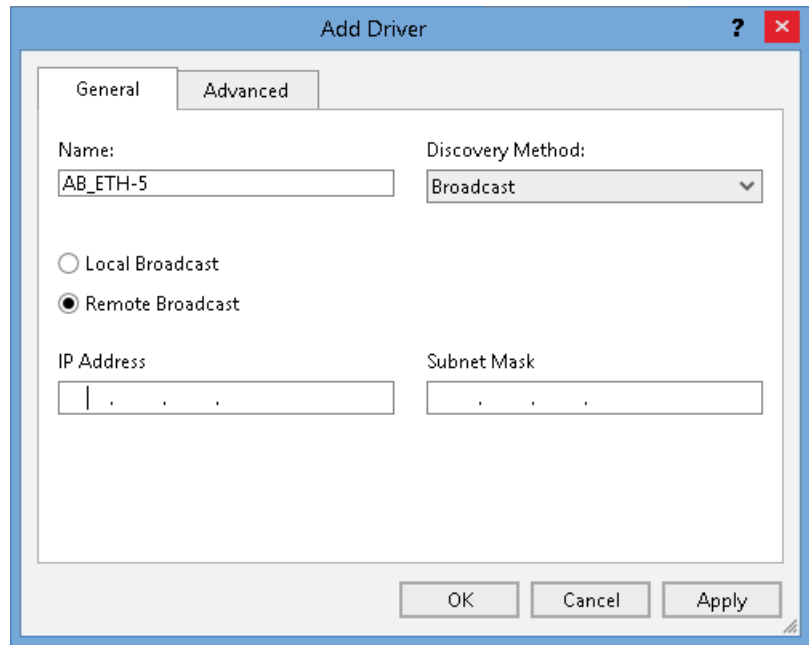 Add Driver ?
General Advanced
Name: Discovery Method:
AB_ETH-5 Broadcast
Local Broadcast
Remote Broadcast
IP Address Subnet Mask
. . . . . .
OK Cancel Apply